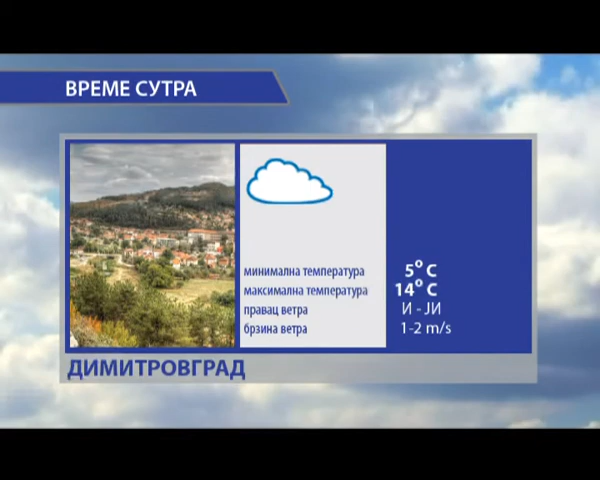 ВРЕМЕ СУТРА
минимална температура 5° C
максимална температура 14° C
правац ветра И - ЈИ
брзина ветра 1-2 m/s
ДИМИТРОВГРАД